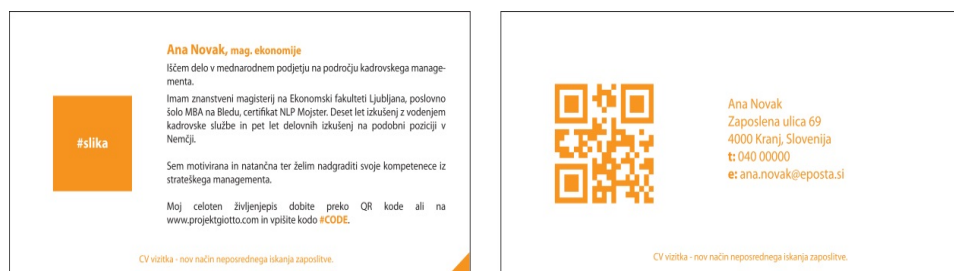 Ana Novak, mag. ekonomije
Iščem delo v mednarodnem podjetju na področju kadrovskega manage-
menta.
Imam znanstveni magisterij na Ekonomski fakulteti Ljubljana, poslovno
šolo MBA na Bledu, certifikat NLP Mojster. Deset let izkušenj z vodenjem
kadrovske službe in pet let delovnih izkušenj na podobni poziciji v
Nemčji.
#slika
Sem motivirana in natančna ter želim nadgraditi svoje kompetenece iz
strateškega managementa.
Moj celoten življenjepis dobite preko QR kode ali na
www.projektgiotto.com in vpišite kodo #CODE.
CV vizitka - nov način neposrednega iskanja zaposlitve.
Ana Novak
Zaposlena ulica 69
4000 Kranj, Slovenija
t: 040 00000
e: ana.novak@eposta.si
CV vizitka - nov način neposrednega iskanja zaposlitve.